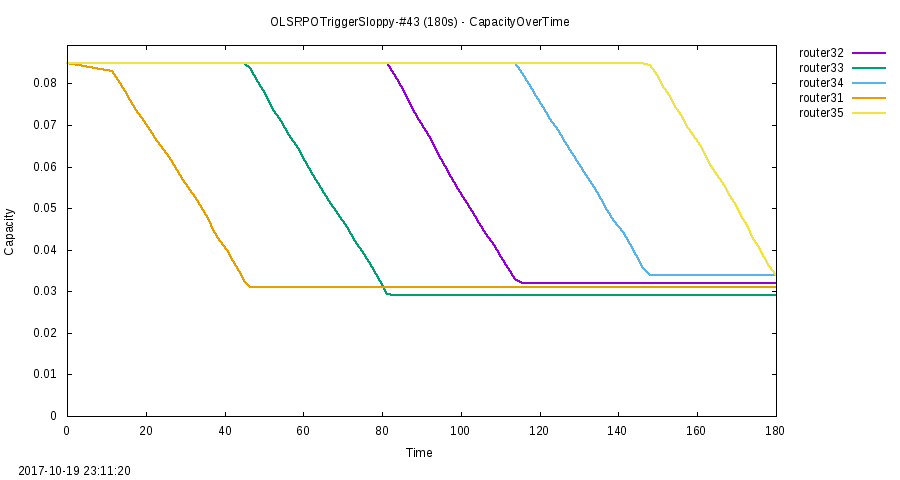 OLSRPOTriggerSloppy-#43 (180s) - CapacityOverTime
router32
router33
router34
router31
router35
0.08
0.07
0.06
0.05
0.04
0.03
0.02
0.01
0
Capacity
0 20 40 60 80 100 120 140 160 180
Time
2017-10-19 23:11:20